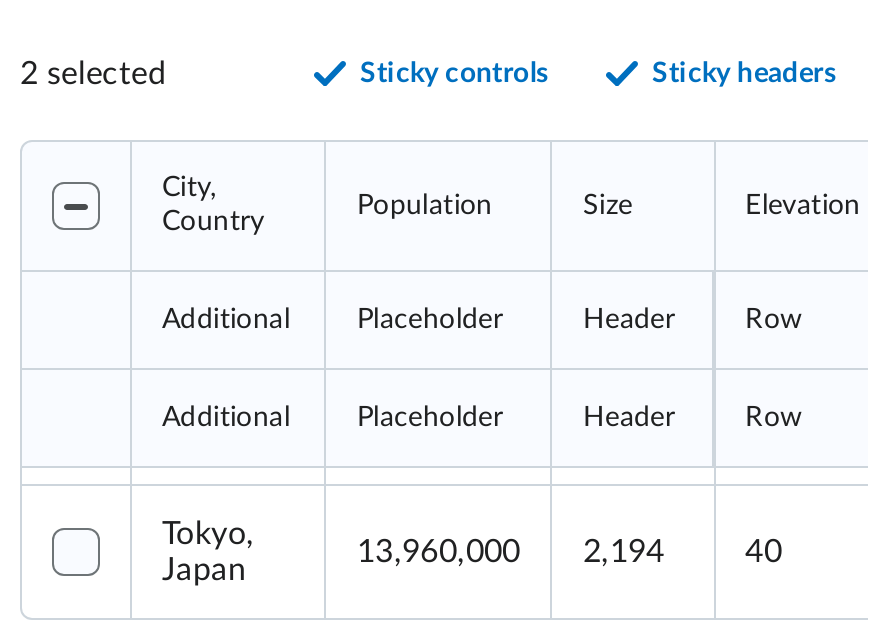 2 selected
Sticky controls
Sticky headers
City,
Country
Population
Size
Elevation
Additional
Placeholder
Header
Row
Additional
Placeholder
Header
Row
Tokyo,
Japan
13,960,000
2,194
40